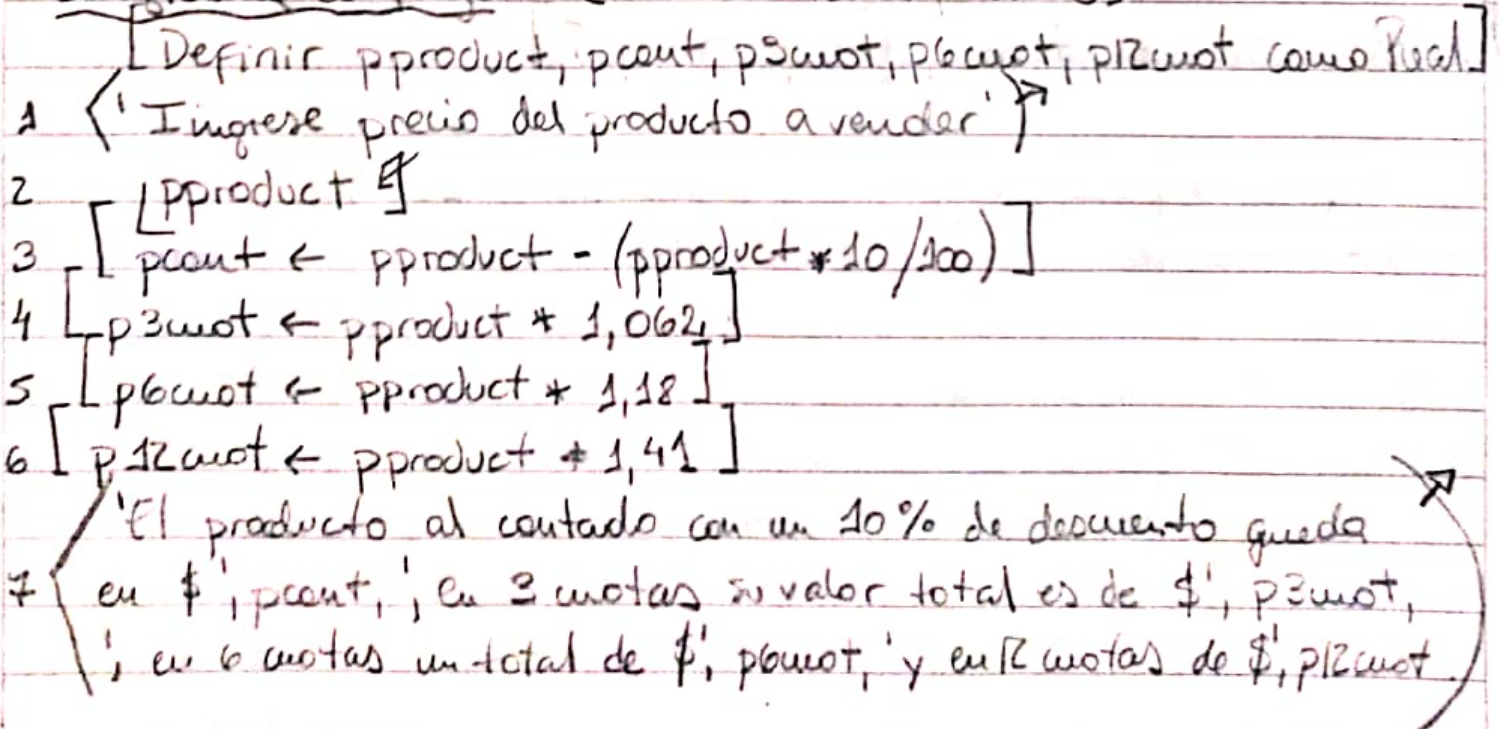 [Definir pproduct, pcont, p3cuot, p6cuot, p12cuot como Real]
1 'Ingrese precio del producto a vender'
2 pproduct
3 [pcont ← pproduct - (pproduct * 10/100)]
4 [p3cuot ← pproduct * 1,062]
5 [p6cuot ← pproduct * 1,18]
6 [p12cuot ← pproduct * 1,41]
'El producto al contado con un 10% de descuento queda
7 en $', pcont, ', en 3 cuotas su valor total es de $', p3cuot,
', en 6 cuotas un total de $', p6cuot, 'y en 12 cuotas de $', p12cuot.